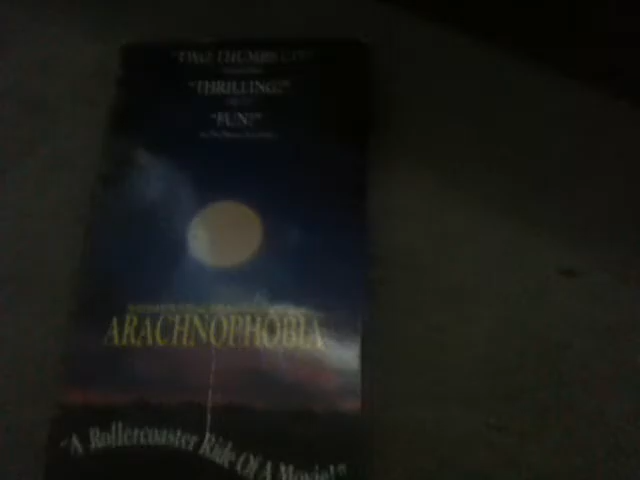 "TWO THUMBS UP!"
"THRILLING!"
"FUN!"
ARACHNOPHOBIA
"A Rollercoaster Ride Of A Movie!"